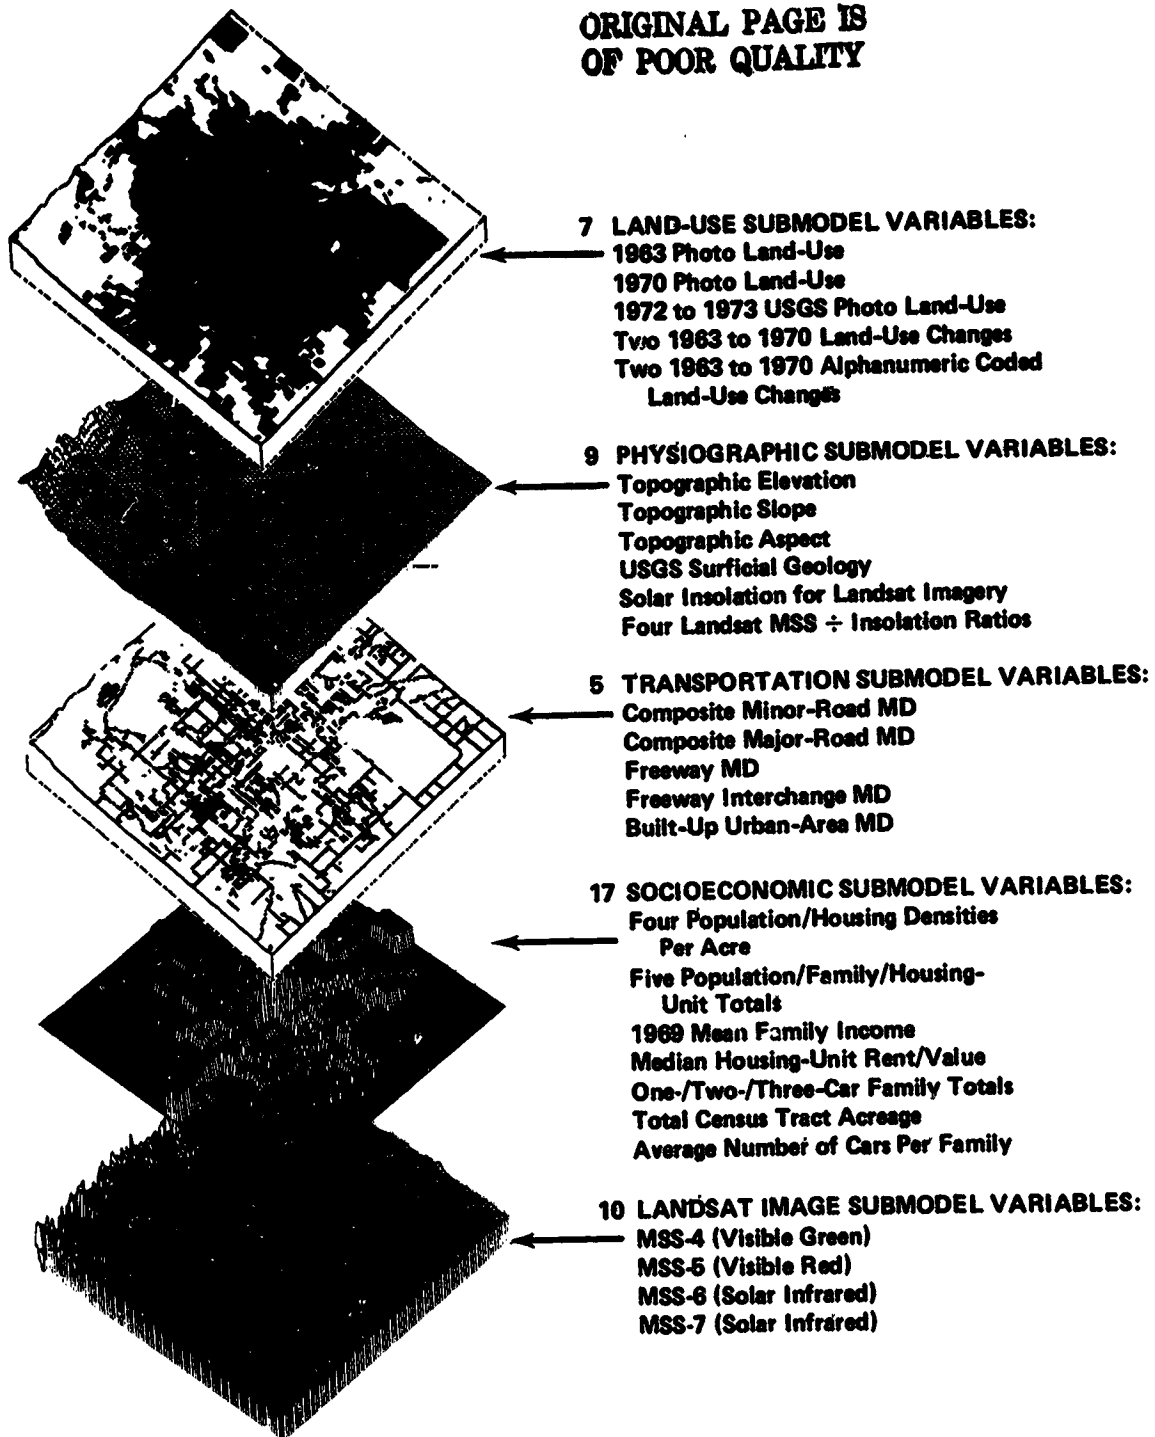 ORIGINAL PAGE IS
OF POOR QUALITY
7 LAND-USE SUBMODEL VARIABLES:
1963 Photo Land-Use
1970 Photo Land-Use
1972 to 1973 USGS Photo Land-Use
Two 1963 to 1970 Land-Use Changes
Two 1963 to 1970 Alphanumeric Coded
Land-Use Changes
9 PHYSIOGRAPHIC SUBMODEL VARIABLES:
Topographic Elevation
Topographic Slope
Topographic Aspect
USGS Surficial Geology
Solar Insolation for Landsat Imagery
Four Landsat MSS ÷ Insolation Ratios
5 TRANSPORTATION SUBMODEL VARIABLES:
Composite Minor-Road MD
Composite Major-Road MD
Freeway MD
Freeway Interchange MD
Built-Up Urban-Area MD
17 SOCIOECONOMIC SUBMODEL VARIABLES:
Four Population/Housing Densities
Per Acre
Five Population/Family/Housing-
Unit Totals
1969 Mean Family Income
Median Housing-Unit Rent/Value
One-/Two-/Three-Car Family Totals
Total Census Tract Acreage
Average Number of Cars Per Family
10 LANDSAT IMAGE SUBMODEL VARIABLES:
MSS-4 (Visible Green)
MSS-5 (Visible Red)
MSS-6 (Solar Infrared)
MSS-7 (Solar Infrared)